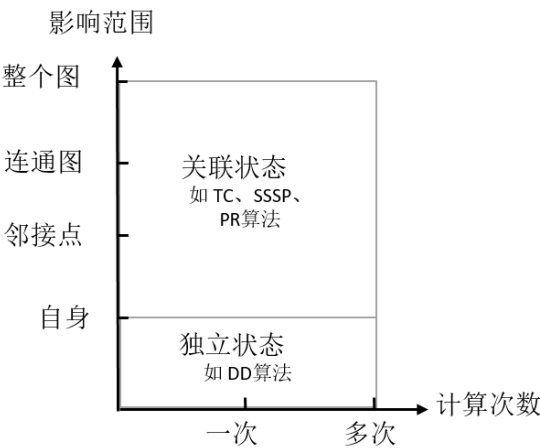 影响范围
整个图
连通图
关联状态
如 TC、SSSP、
PR算法
邻接点
自身
独立状态
如 DD算法
计算次数
一次
多次